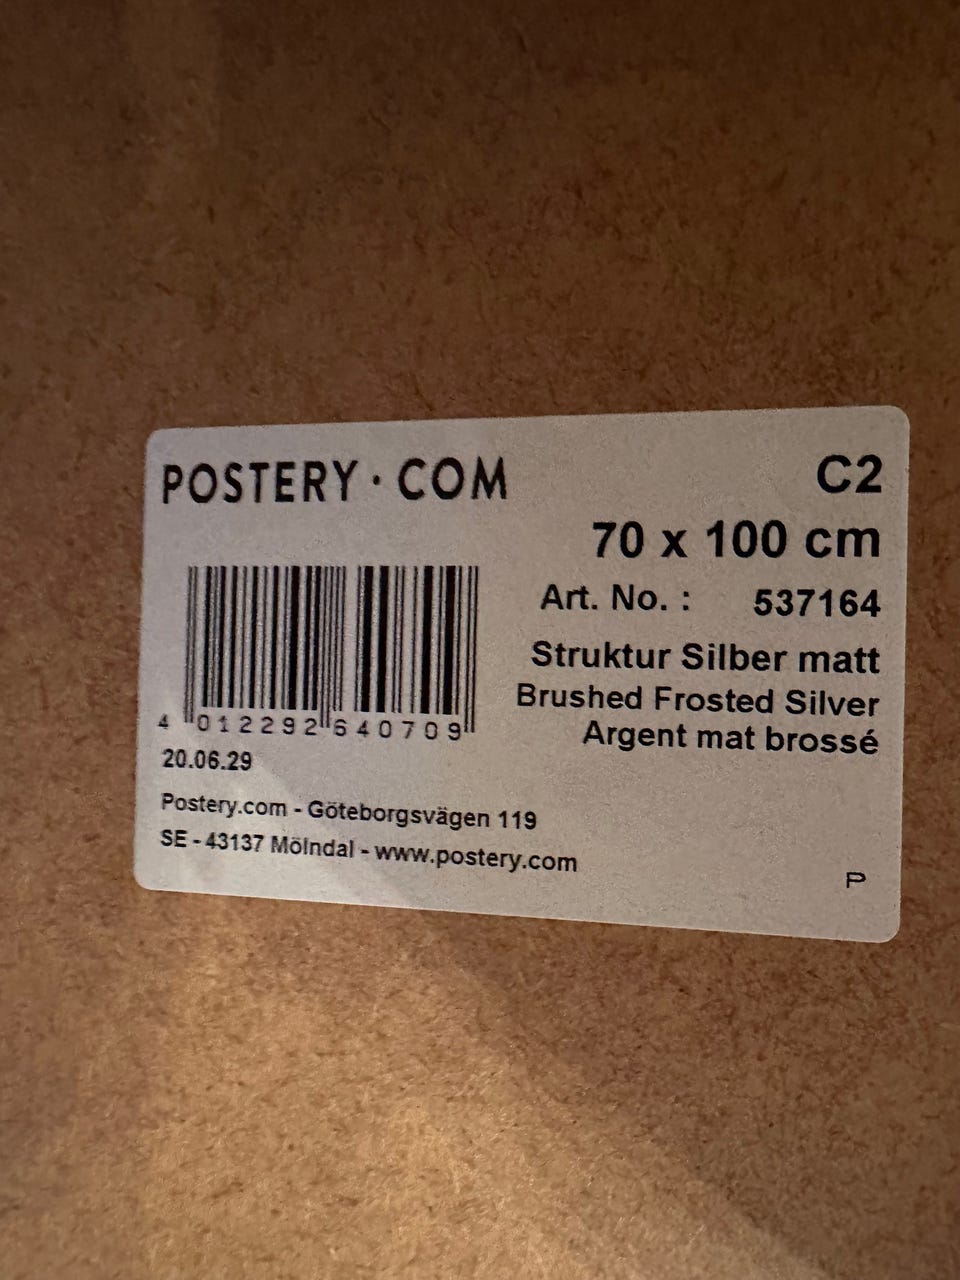 POSTERY · COM
C2
70 x 100 cm
Art. No. : 537164
Struktur Silber matt
Brushed Frosted Silver
Argent mat brossé
4 012292 640709
20.06.29
Postery.com - Göteborgsvägen 119
SE - 43137 Mölndal - www.postery.com
P